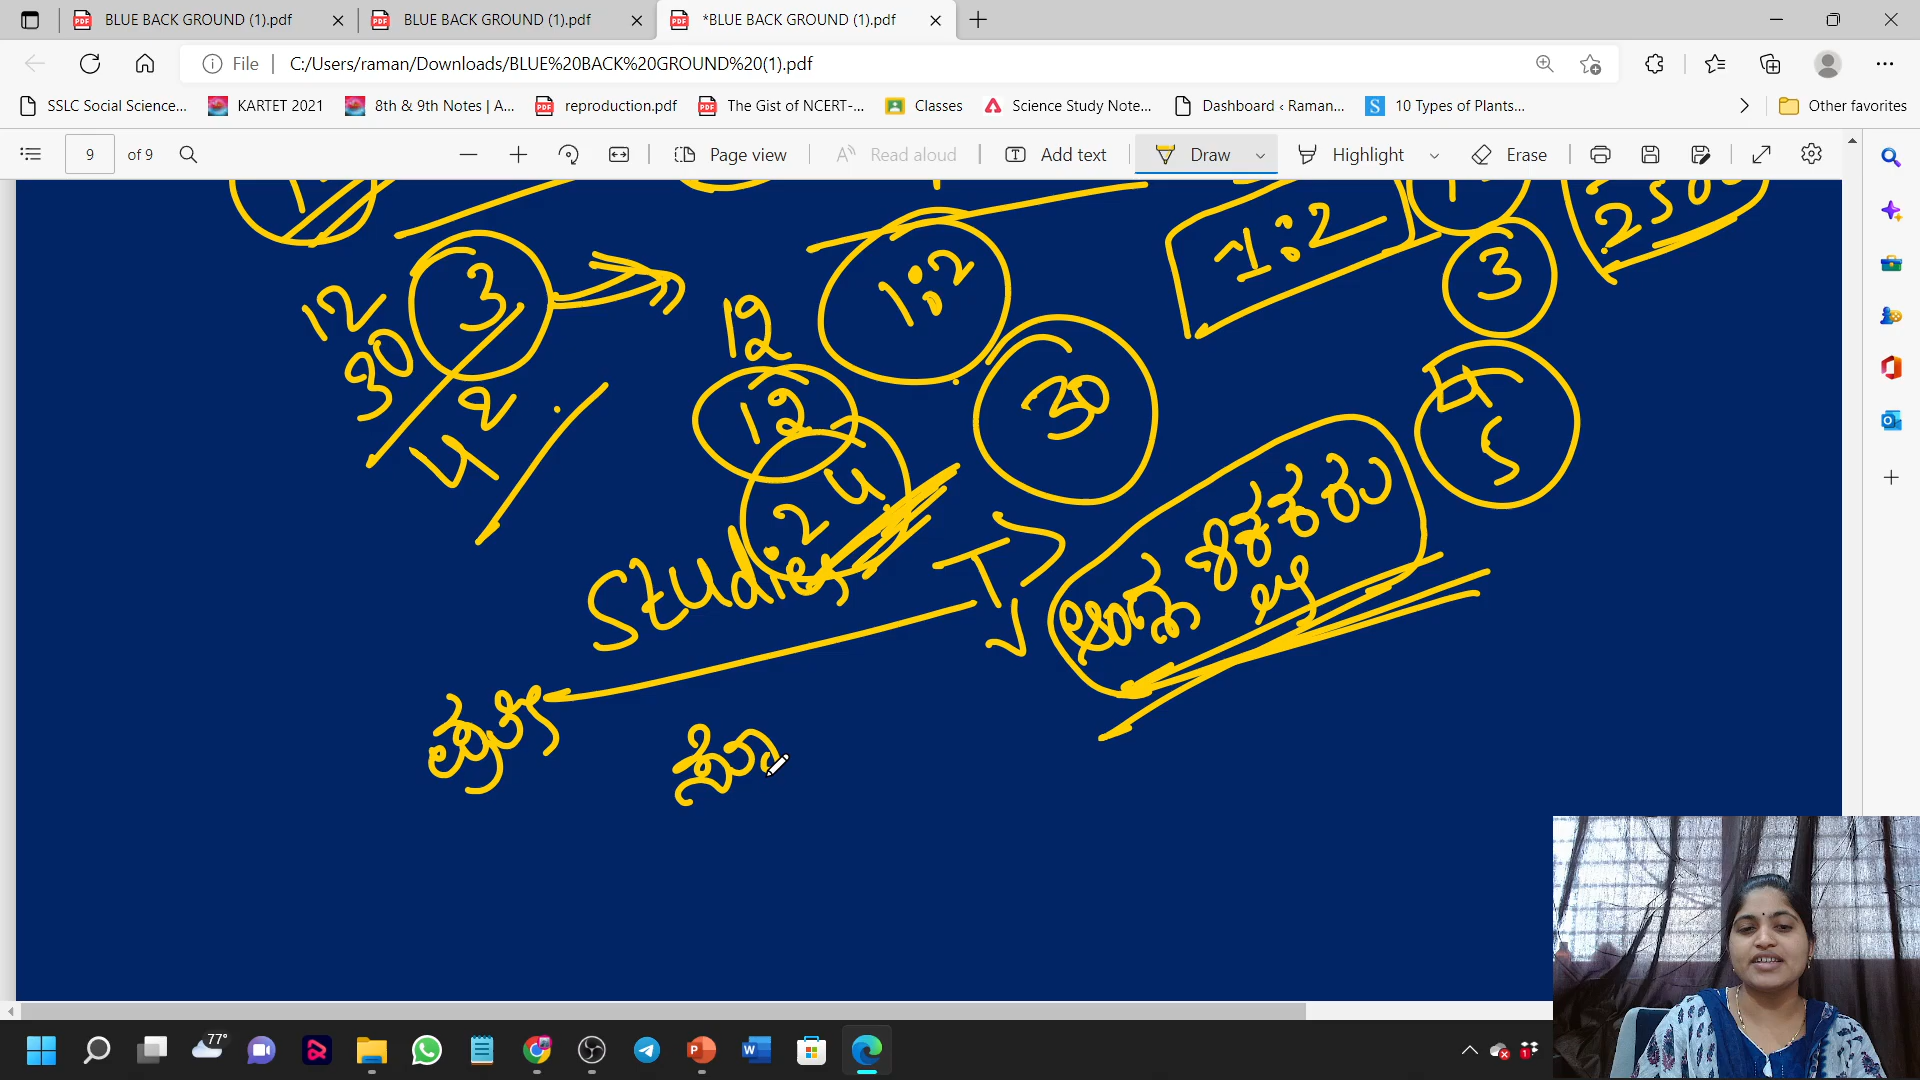 BLUE BACK GROUND (1).pdf
BLUE BACK GROUND (1).pdf
*BLUE BACK GROUND (1).pdf
File
C:/Users/raman/Downloads/BLUE%20BACK%20GROUND%20(1).pdf
SSLC Social Science...
KARTET 2021
8th & 9th Notes | A...
reproduction.pdf
The Gist of NCERT-...
Classes
Science Study Note...
Dashboard ‹ Raman...
10 Types of Plants...
Other favorites
9 of 9
Page view
Read aloud
Add text
Draw
Highlight
Erase
1:2
3
1:2
3
12
30
42
12
12
30
24
5
Studies
77°